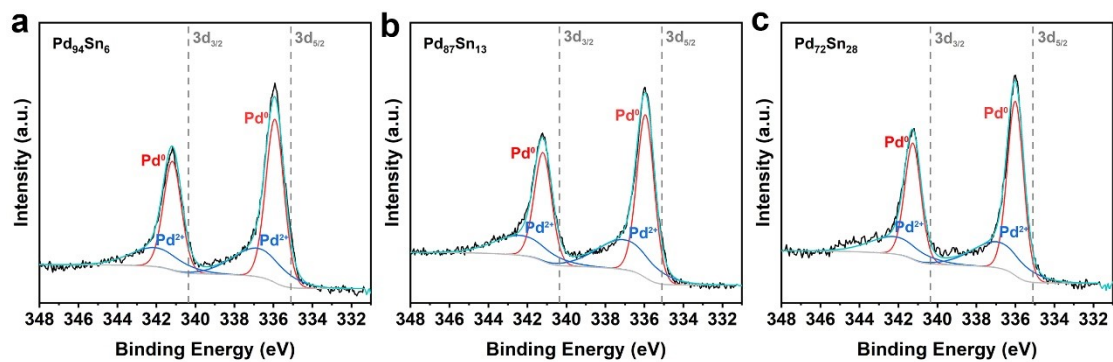 a
Pd₉₄Sn₆
3d₃/₂
3d₅/₂
Pd⁰
Pd⁰
Pd²⁺
Pd²⁺
Intensity (a.u.)
348 346 344 342 340 338 336 334 332
Binding Energy (eV)
b
Pd₈₇Sn₁₃
3d₃/₂
3d₅/₂
Pd⁰
Pd⁰
Pd²⁺
Pd²⁺
Intensity (a.u.)
348 346 344 342 340 338 336 334 332
Binding Energy (eV)
c
Pd₇₂Sn₂₈
3d₃/₂
3d₅/₂
Pd⁰
Pd⁰
Pd²⁺
Pd²⁺
Intensity (a.u.)
348 346 344 342 340 338 336 334 332
Binding Energy (eV)